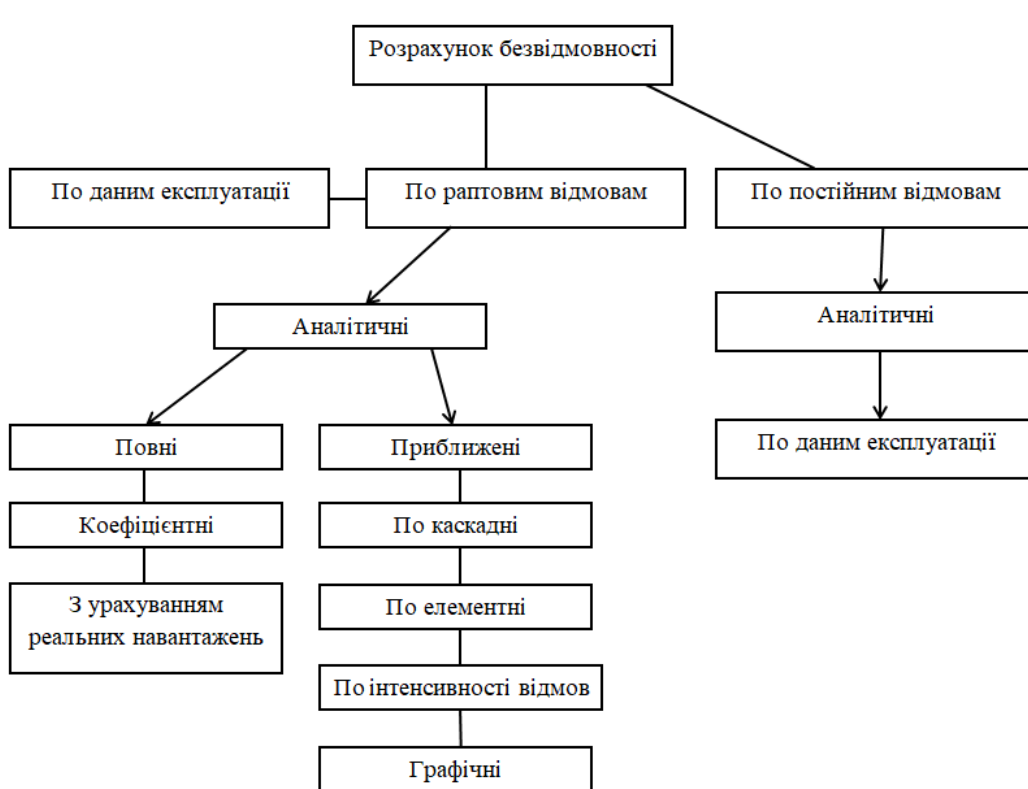 Розрахунок безвідмовності
По даним експлуатації
По раптовим відмовам
По постійним відмовам
Аналітичні
Аналітичні
Повні
Приближені
По даним експлуатації
Коефіцієнтні
По каскадні
З урахуванням
реальних навантажень
По елементні
По інтенсивності відмов
Графічні